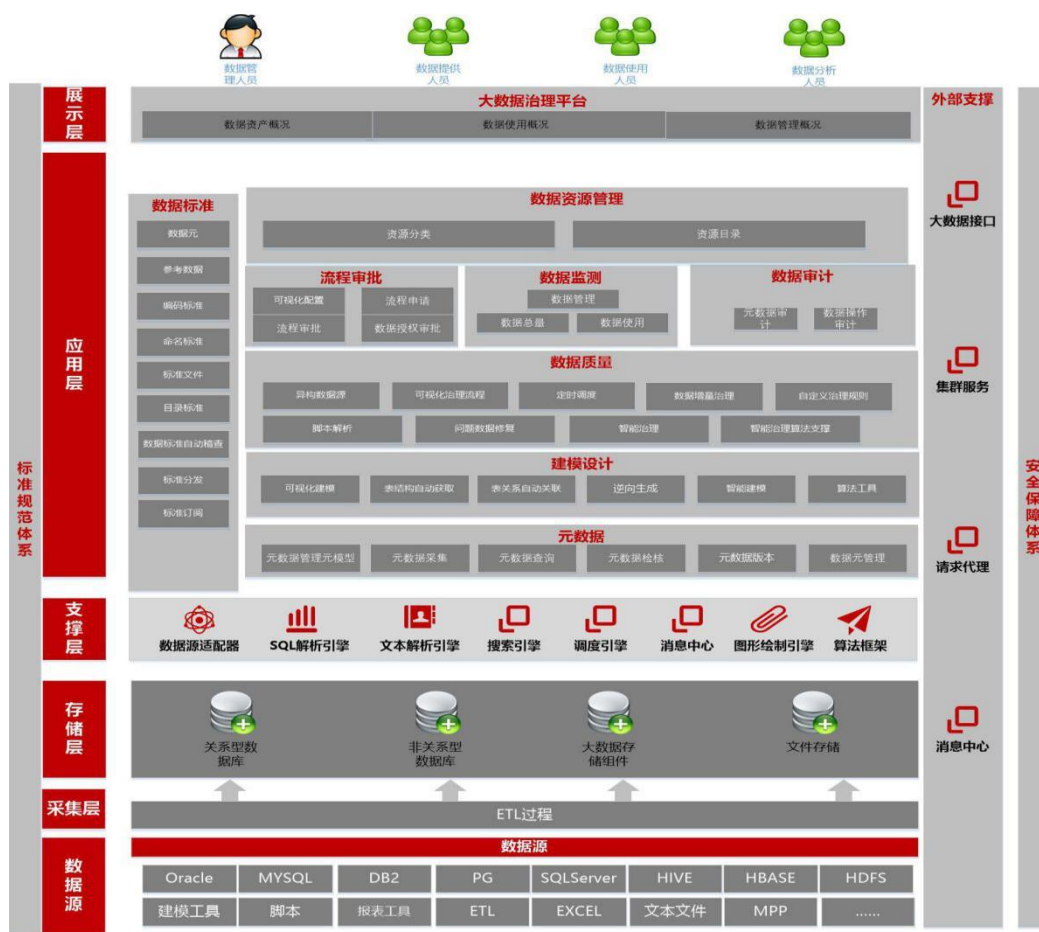 数据管
理人员
数据提供
人员
数据使用
人员
数据分析
人员
标准规范体系
展示层
大数据治理平台
数据资产概况
数据使用概况
数据管理概况
应用层
数据标准
数据元
参考数据
编码标准
命名标准
标准文件
目录标准
数据标准自动稽查
标准分发
标准订阅
数据资源管理
资源分类
资源目录
流程审批
可视化配置
流程申请
流程审批
数据授权审批
数据监测
数据管理
数据总量
数据使用
数据审计
元数据审
计
数据操作
审计
数据质量
异构数据源
可视化治理流程
定时调度
数据增量治理
自定义治理规则
脚本解析
问题数据修复
智能治理
智能治理算法支撑
建模设计
可视化建模
表结构自动获取
表关系自动关联
逆向生成
智能建模
算法工具
元数据
元数据管理元模型
元数据采集
元数据查询
元数据检核
元数据版本
数据元管理
支撑层
数据源适配器
SQL解析引擎
文本解析引擎
搜索引擎
调度引擎
消息中心
图形绘制引擎
算法框架
存储层
关系型数
据库
非关系型
数据库
大数据存
储组件
文件存储
采集层
ETL过程
数据源
数据源
Oracle
MYSQL
DB2
PG
SQLServer
HIVE
HBASE
HDFS
建模工具
脚本
报表工具
ETL
EXCEL
文本文件
MPP
……
外部支撑
大数据接口
集群服务
请求代理
消息中心
安全保障体系